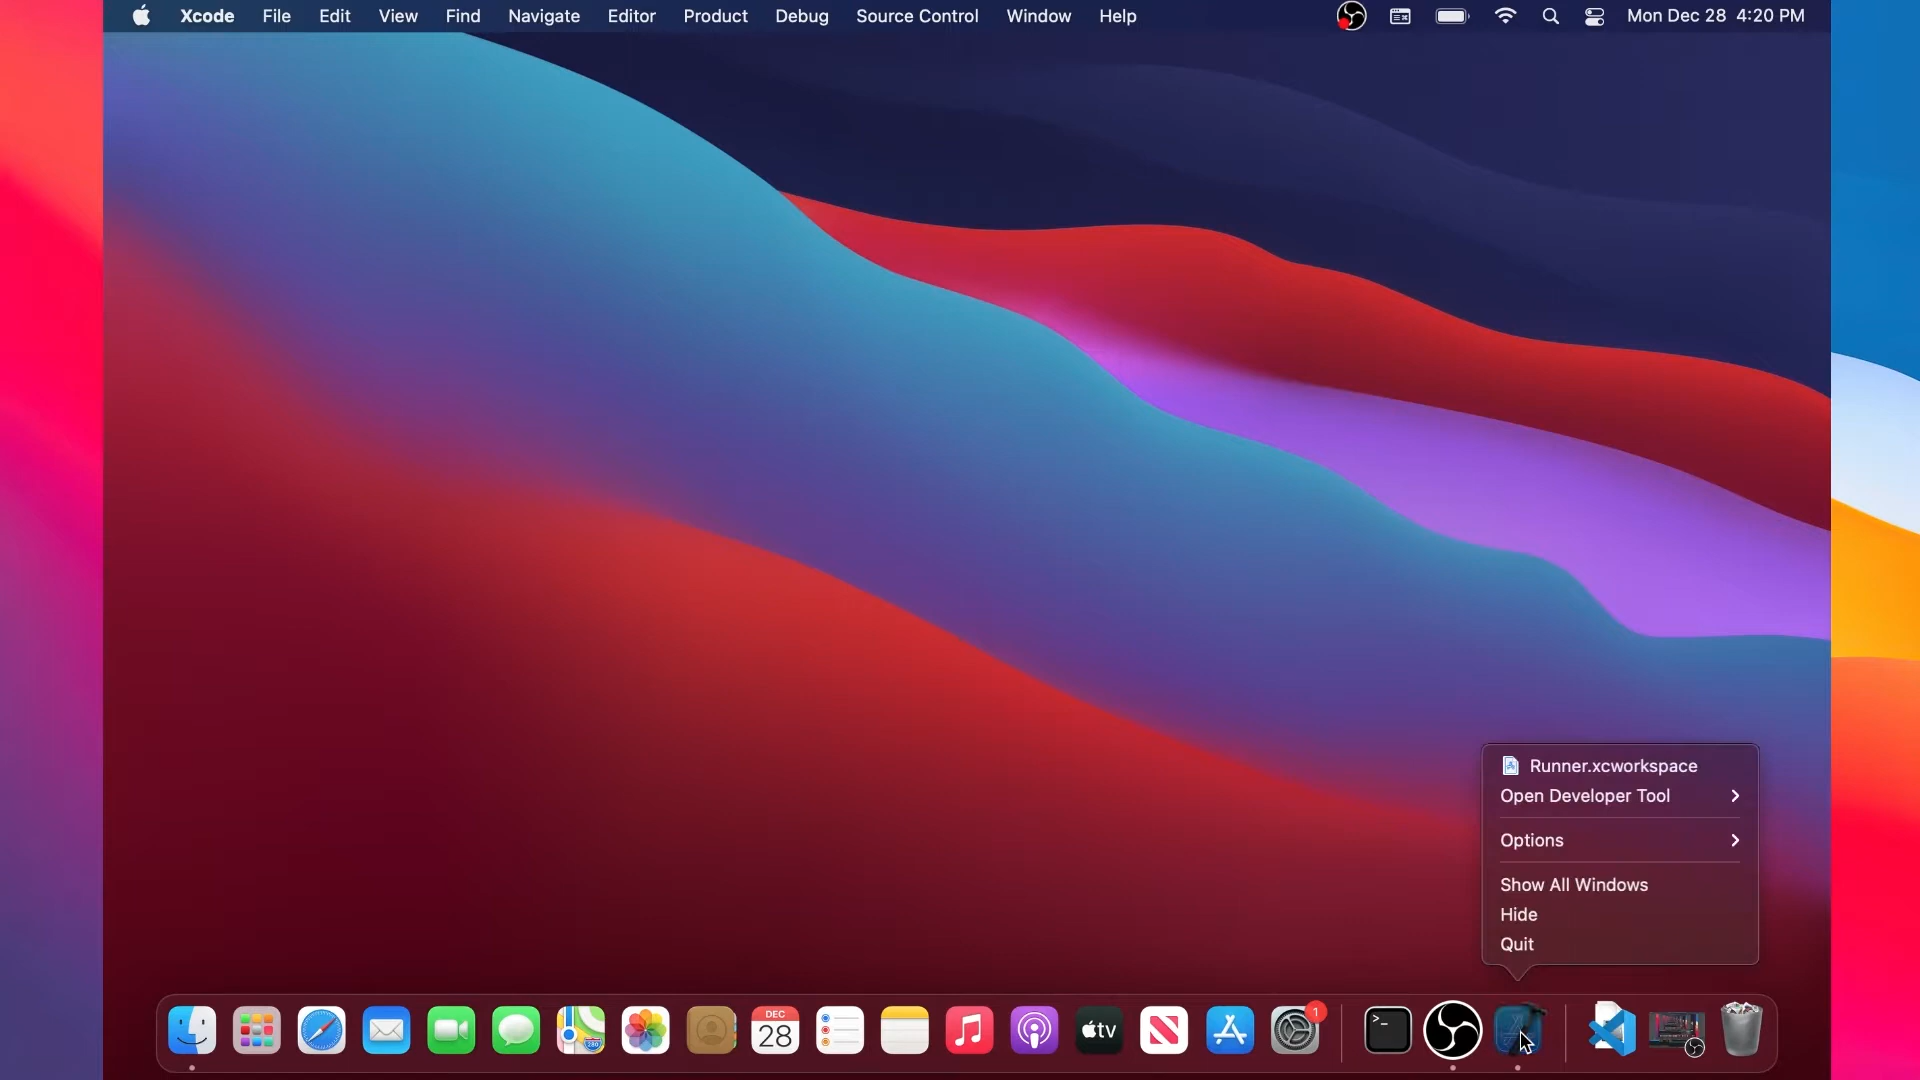 Xcode File Edit View Find Navigate Editor Product Debug Source Control Window Help Mon Dec 28 4:20 PM
Runner.xcworkspace
Open Developer Tool
Options
Show All Windows
Hide
Quit
DEC
28
280
tv
1
>_